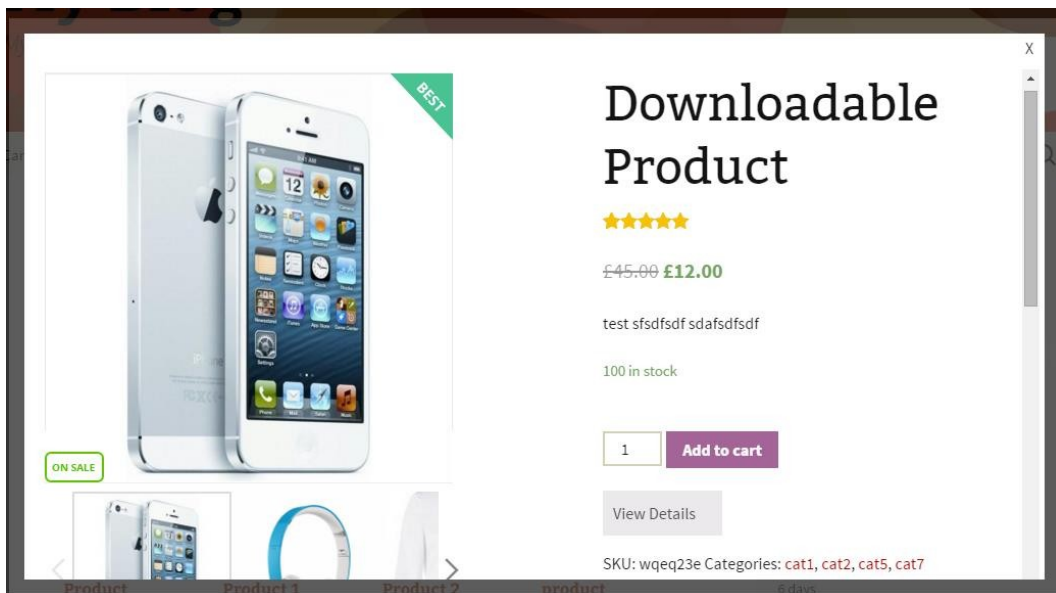 X
BEST
Downloadable
Product
£45.00 £12.00
test sfsdfsdf sdafsdfsdf
100 in stock
1 Add to cart
ON SALE
View Details
SKU: wqeq23e Categories: cat1, cat2, cat5, cat7
Product Product 1 Product 2 product 6 days